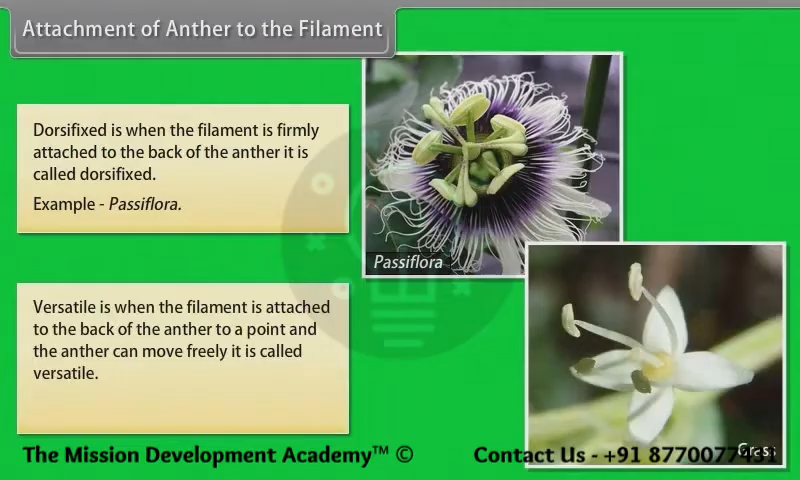 Attachment of Anther to the Filament
Dorsifixed is when the filament is firmly
attached to the back of the anther it is
called dorsifixed.
Example - Passiflora.
Passiflora
Versatile is when the filament is attached
to the back of the anther to a point and
the anther can move freely it is called
versatile.
Grass
The Mission Development Academy™ ©
Contact Us - +91 8770077